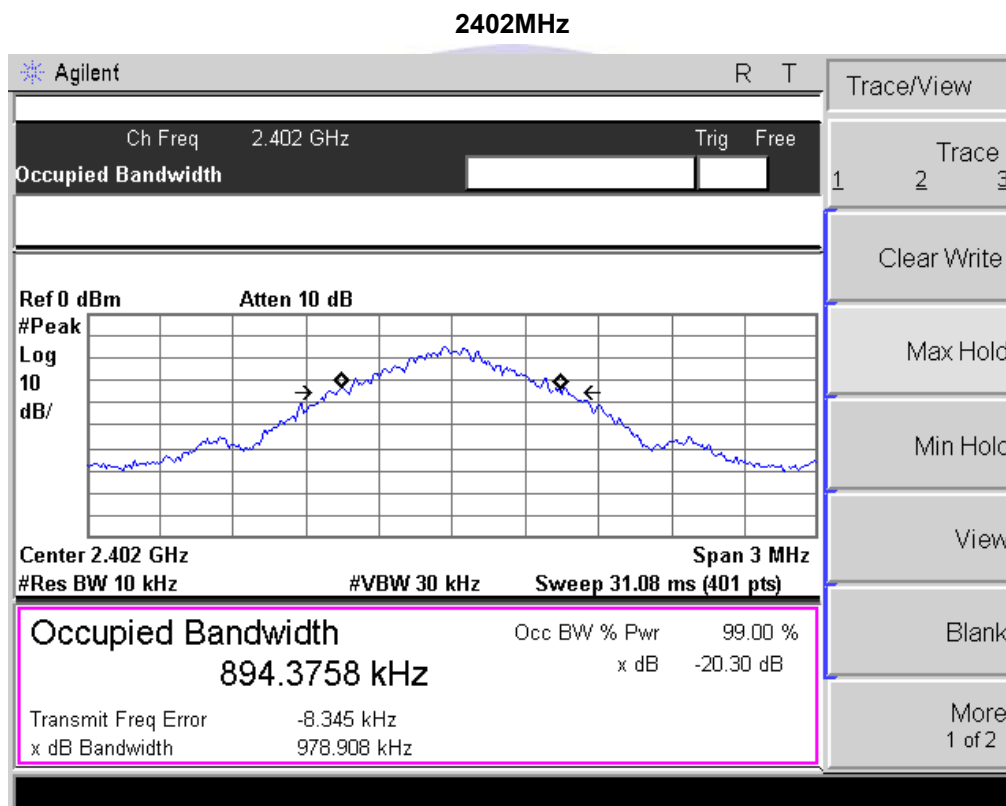 2402MHz
Agilent R T
Trace/View
Ch Freq 2.402 GHz Trig Free
Occupied Bandwidth
Trace
1 2 3
Clear Write
Ref 0 dBm Atten 10 dB
#Peak
Log
10
dB/
Max Hold
Min Hold
View
Center 2.402 GHz Span 3 MHz
#Res BW 10 kHz #VBW 30 kHz Sweep 31.08 ms (401 pts)
Occupied Bandwidth Occ BW % Pwr 99.00 %
894.3758 kHz x dB -20.30 dB
Blank
Transmit Freq Error -8.345 kHz
x dB Bandwidth 978.908 kHz
More
1 of 2